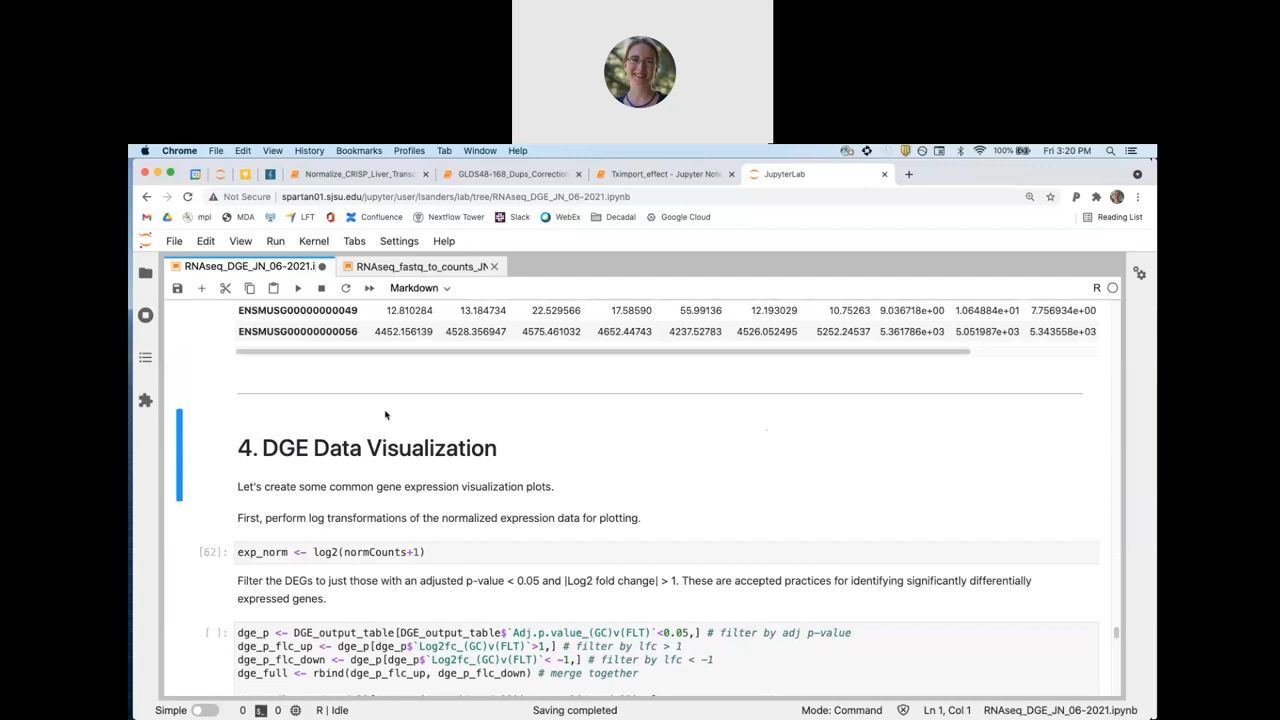 Chrome File Edit View History Bookmarks Profiles Tab Window Help 100% Fri 3:20 PM
Normalize_CRISP_Liver_Transc GLDS48-168_Dups_Correction Tximport_effect - Jupyter Note JupyterLab
Not Secure | spartan01.sjsu.edu/jupyter/user/lsanders/lab/tree/RNAseq_DGE_JN_06-2021.ipynb
mpl MDA LFT Confluence Nextflow Tower Slack WebEx Decadal Google Cloud Reading List
File Edit View Run Kernel Tabs Settings Help
RNAseq_DGE_JN_06-2021.i RNAseq_fastq_to_counts_JN
Markdown R
ENSMUSG00000000049 12.810284 13.184734 22.529566 17.58590 55.99136 12.193029 10.75263 9.036718e+00 1.064884e+01 7.756934e+00
ENSMUSG00000000056 4452.156139 4528.356947 4575.461032 4652.44743 4237.52783 4526.052495 5252.24537 5.361786e+03 5.051987e+03 5.343558e+03
4. DGE Data Visualization
Let's create some common gene expression visualization plots.
First, perform log transformations of the normalized expression data for plotting.
[62]: exp_norm <- log2(normCounts+1)
Filter the DEGs to just those with an adjusted p-value < 0.05 and |Log2 fold change| > 1. These are accepted practices for identifying significantly differentially
expressed genes.
[ ]: dge_p <- DGE_output_table[DGE_output_table$`Adj.p.value_(GC)v(FLT)`<0.05,] # filter by adj p-value
dge_p_flc_up <- dge_p[dge_p$`Log2fc_(GC)v(FLT)`>1,] # filter by lfc > 1
dge_p_flc_down <- dge_p[dge_p$`Log2fc_(GC)v(FLT)`< -1,] # filter by lfc < -1
dge_full <- rbind(dge_p_flc_up, dge_p_flc_down) # merge together
Simple 0 0 R | Idle Saving completed Mode: Command Ln 1, Col 1 RNAseq_DGE_JN_06-2021.ipynb